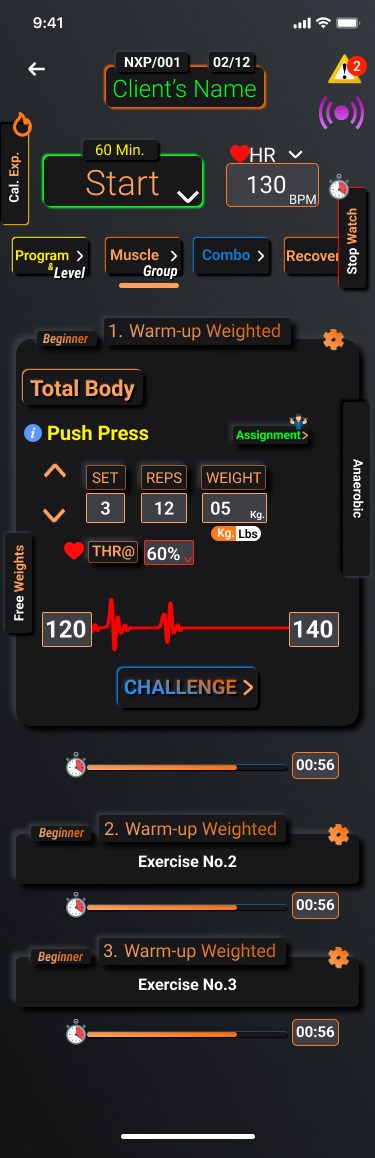 9:41
NXP/001 02/12
Client's Name
2
Cal. Exp.
60 Min.
Start
HR
130
BPM
Stop Watch
Program
& Level
Muscle
Group
Combo
Recover
Beginner
1. Warm-up Weighted
Total Body
i Push Press
Assignment>
Anaerobic
SET REPS WEIGHT
3 12 05 Kg.
Kg. Lbs
THR@ 60%
Free Weights
120 140
CHALLENGE >
00:56
Beginner 2. Warm-up Weighted
Exercise No.2
00:56
Beginner 3. Warm-up Weighted
Exercise No.3
00:56